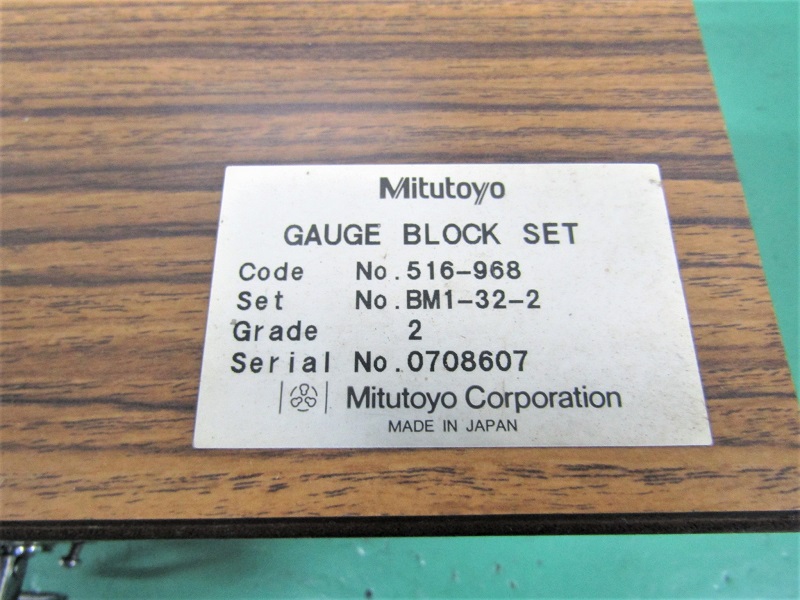 Mitutoyo
GAUGE BLOCK SET
Code No.516-968
Set No.BM1-32-2
Grade 2
Serial No.0708607
Mitutoyo Corporation
MADE IN JAPAN